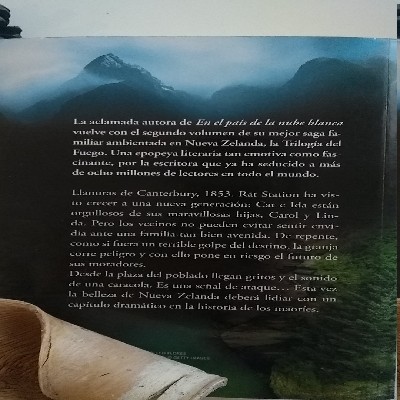 La aclamada autora de En el país de la nube blanca
vuelve con el segundo volumen de su mejor saga fa-
miliar ambientada en Nueva Zelanda, la Trilogía del
Fuego. Una epopeya literaria tan emotiva como fas-
cinante, por la escritora que ya ha seducido a más
de ocho millones de lectores en todo el mundo.
Llanuras de Canterbury, 1853. Rat Station ha vis-
to crecer a una nueva generación: Cat e Ida están
orgullosos de sus maravillosas hijas, Carol y Lin-
da. Pero los vecinos no pueden evitar sentir envi-
dia ante una familia tan bien avenida. De repente,
como si fuera un terrible golpe del destino, la granja
corre peligro y con ello pone en riesgo el futuro de
sus moradores.
Desde la plaza del poblado llegan gritos y el sonido
de una caracola. Es una señal de ataque... Esta vez
la belleza de Nueva Zelanda deberá lidiar con un
capítulo dramático en la historia de los maoríes.